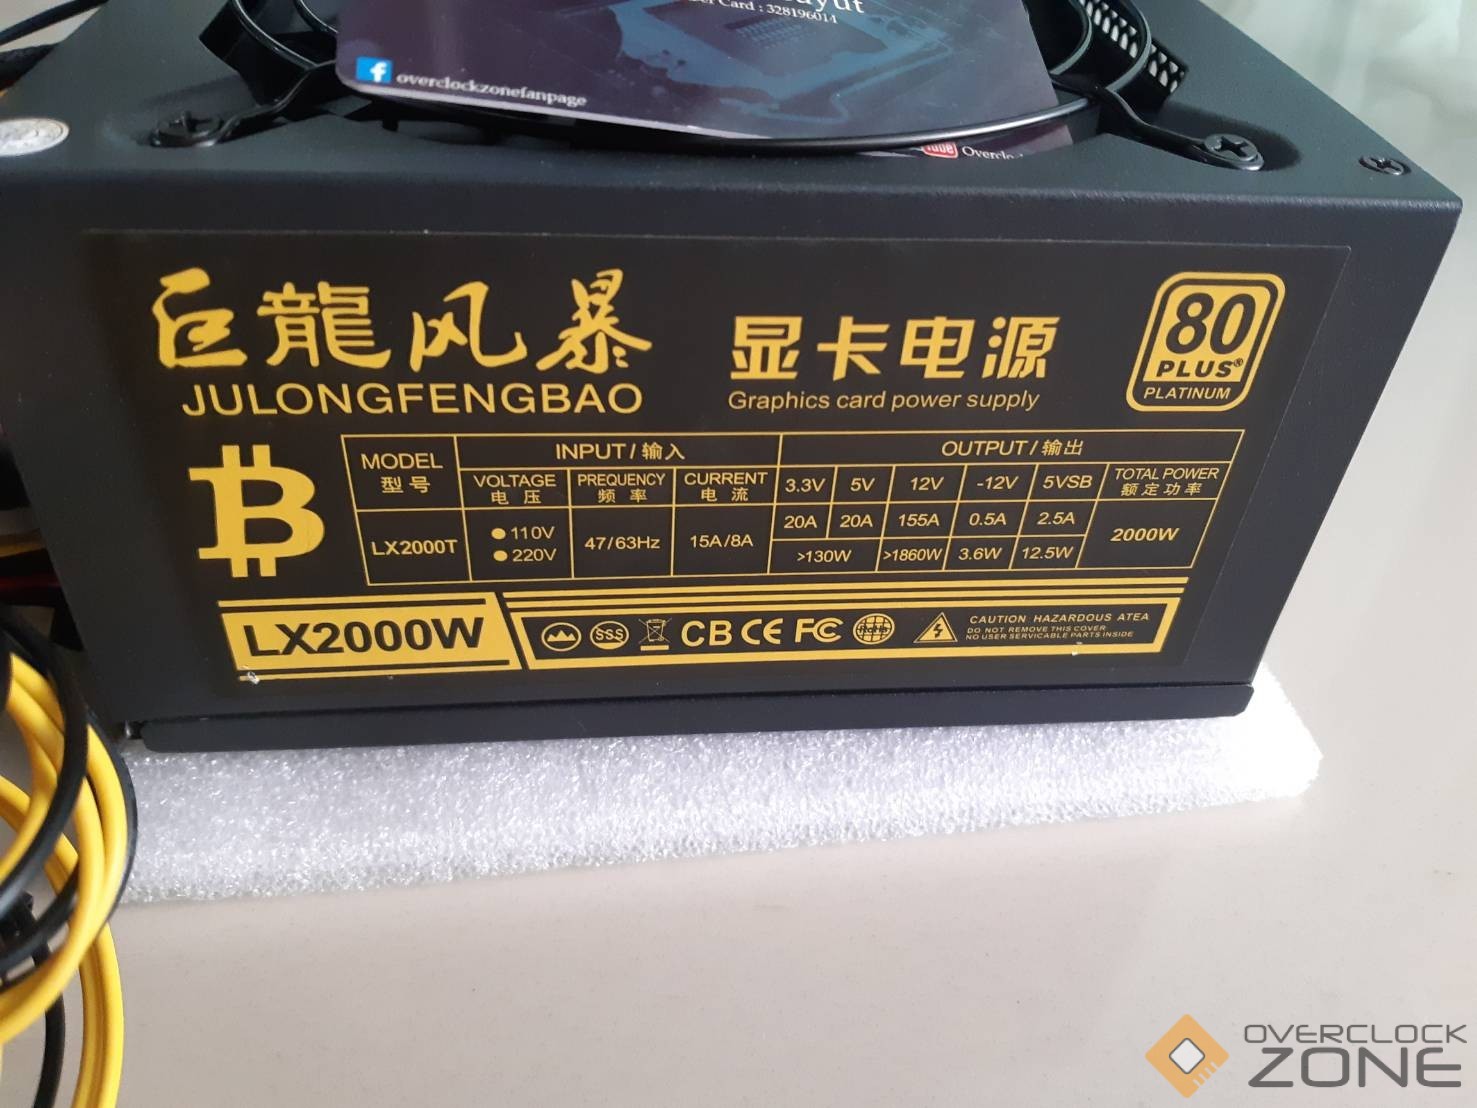 328196014
overclockzonefanpage
巨龍风暴
JULONGFENGBAO
显卡电源
Graphics card power supply
80
PLUS®
PLATINUM
MODEL
型号
INPUT/输入
OUTPUT/输出
VOLTAGE
电压
PREQUENCY
频率
CURRENT
电流
3.3V 5V 12V -12V 5VSB
TOTAL POWER
额定功率
LX2000T
110V
220V
47/63Hz
15A/8A
20A 20A 155A 0.5A 2.5A
>130W >1860W 3.6W 12.5W
2000W
LX2000W
SSS CB CE FC
CAUTION HAZARDOUS ATEA
DO NOT REMOVE THIS COVER
NO USER SERVICABLE PARTS INSIDE
OVERCLOCK
ZONE